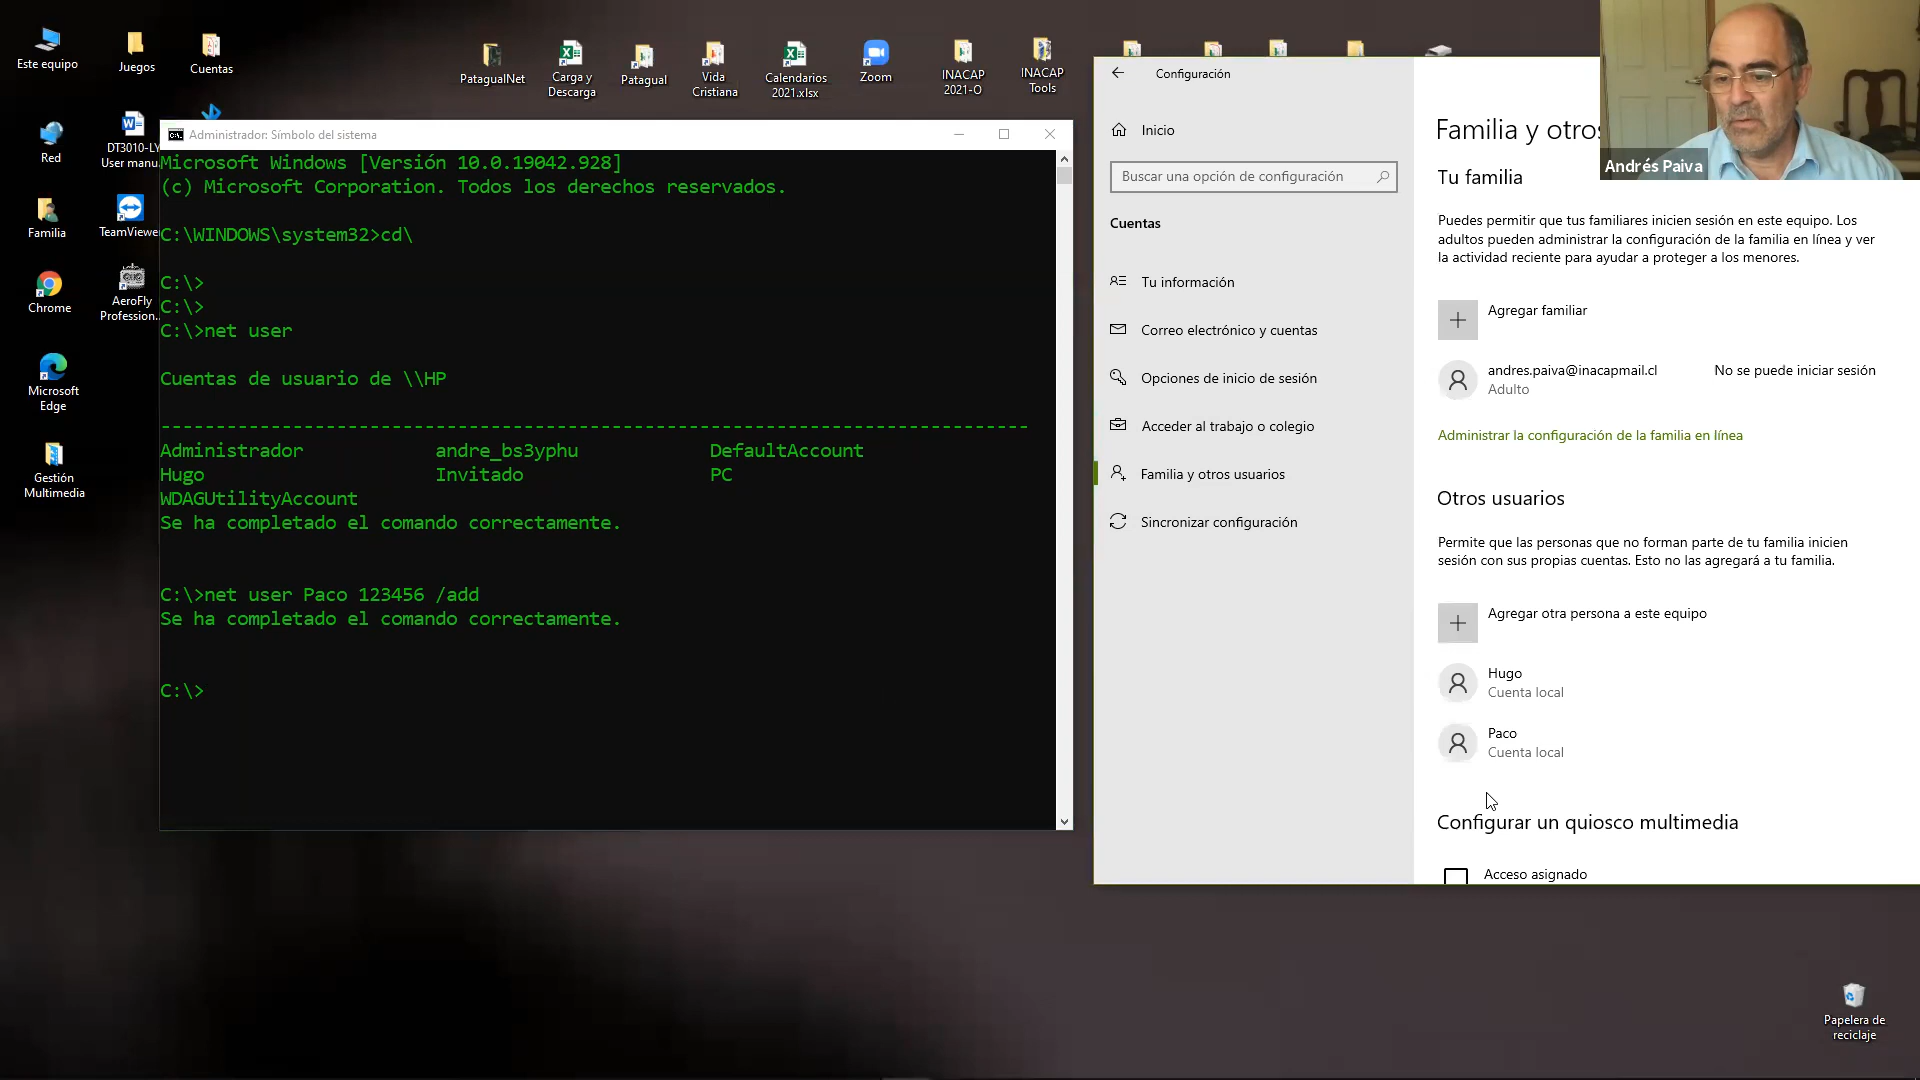 Este equipo
Juegos
Cuentas
PatagualNet
Carga y
Descarga
Patagual
Vida
Cristiana
Calendarios
2021.xlsx
Zoom
INACAP
2021-O
INACAP
Tools
Red
DT3010-LY
User manu...
Familia
TeamViewer
Chrome
AeroFly
Profession...
Microsoft
Edge
Gestión
Multimedia
Administrador: Símbolo del sistema
Microsoft Windows [Versión 10.0.19042.928]
(c) Microsoft Corporation. Todos los derechos reservados.
C:\WINDOWS\system32>cd\
C:\>
C:\>
C:\>net user
Cuentas de usuario de \\HP
-------------------------------------------------------------------------------
Administrador andre_bs3yphu DefaultAccount
Hugo Invitado PC
WDAGUtilityAccount
Se ha completado el comando correctamente.
C:\>net user Paco 123456 /add
Se ha completado el comando correctamente.
C:\>
Configuración
Inicio
Buscar una opción de configuración
Cuentas
Tu información
Correo electrónico y cuentas
Opciones de inicio de sesión
Acceder al trabajo o colegio
Familia y otros usuarios
Sincronizar configuración
Familia y otros
Tu familia
Puedes permitir que tus familiares inicien sesión en este equipo. Los
adultos pueden administrar la configuración de la familia en línea y ver
la actividad reciente para ayudar a proteger a los menores.
Agregar familiar
andres.paiva@inacapmail.cl No se puede iniciar sesión
Adulto
Administrar la configuración de la familia en línea
Otros usuarios
Permite que las personas que no forman parte de tu familia inicien
sesión con sus propias cuentas. Esto no las agregará a tu familia.
Agregar otra persona a este equipo
Hugo
Cuenta local
Paco
Cuenta local
Configurar un quiosco multimedia
Acceso asignado
Andrés Paiva
Papelera de
reciclaje